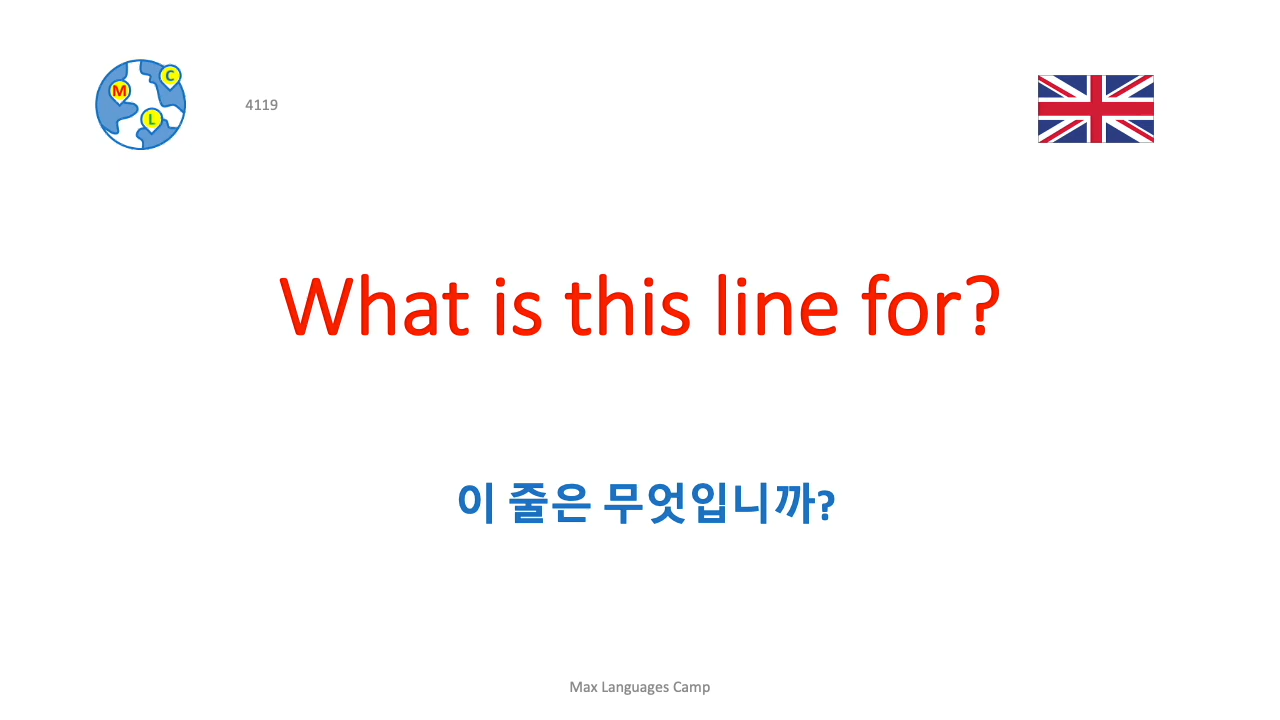 C
M
L
4119
What is this line for?
이 줄은 무엇입니까?
Max Languages Camp